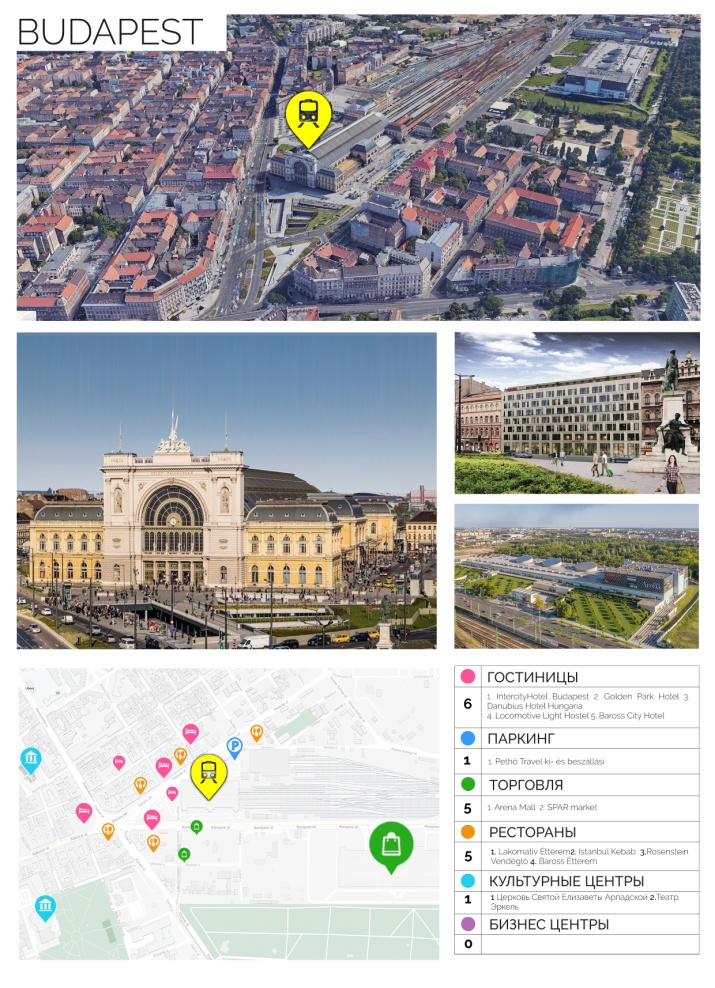 BUDAPEST
Arena
ГОСТИНИЦЫ
6
1. IntercityHotel Budapest 2. Golden Park Hotel 3.
Danubius Hotel Hungaria
4. Locomotive Light Hostel 5. Baross City Hotel
ПАРКИНГ
1
1. Pethő Travel ki- és beszállási
ТОРГОВЛЯ
5
1. Arena Mall 2. SPAR market
РЕСТОРАНЫ
5
1. Lakomativ Étterem2. Istanbul Kebab 3.Rosenstein
Vendéglő 4. Baross Étterem
КУЛЬТУРНЫЕ ЦЕНТРЫ
1
1 Церковь Святой Елизаветы Арпадской 2.Театр
Эркель
БИЗНЕС ЦЕНТРЫ
0